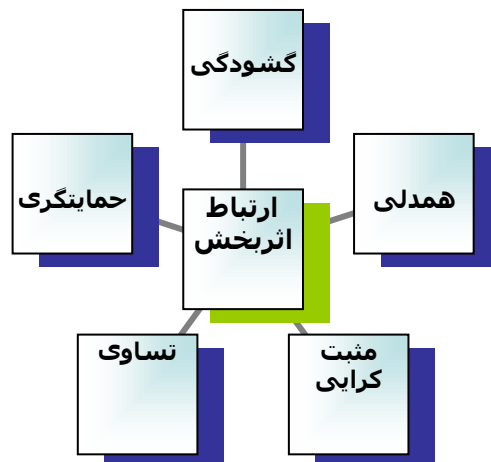 گشودگی
همدلی
حمایتگری
ارتباط
اثربخش
مثبت
کرایی
تساوی